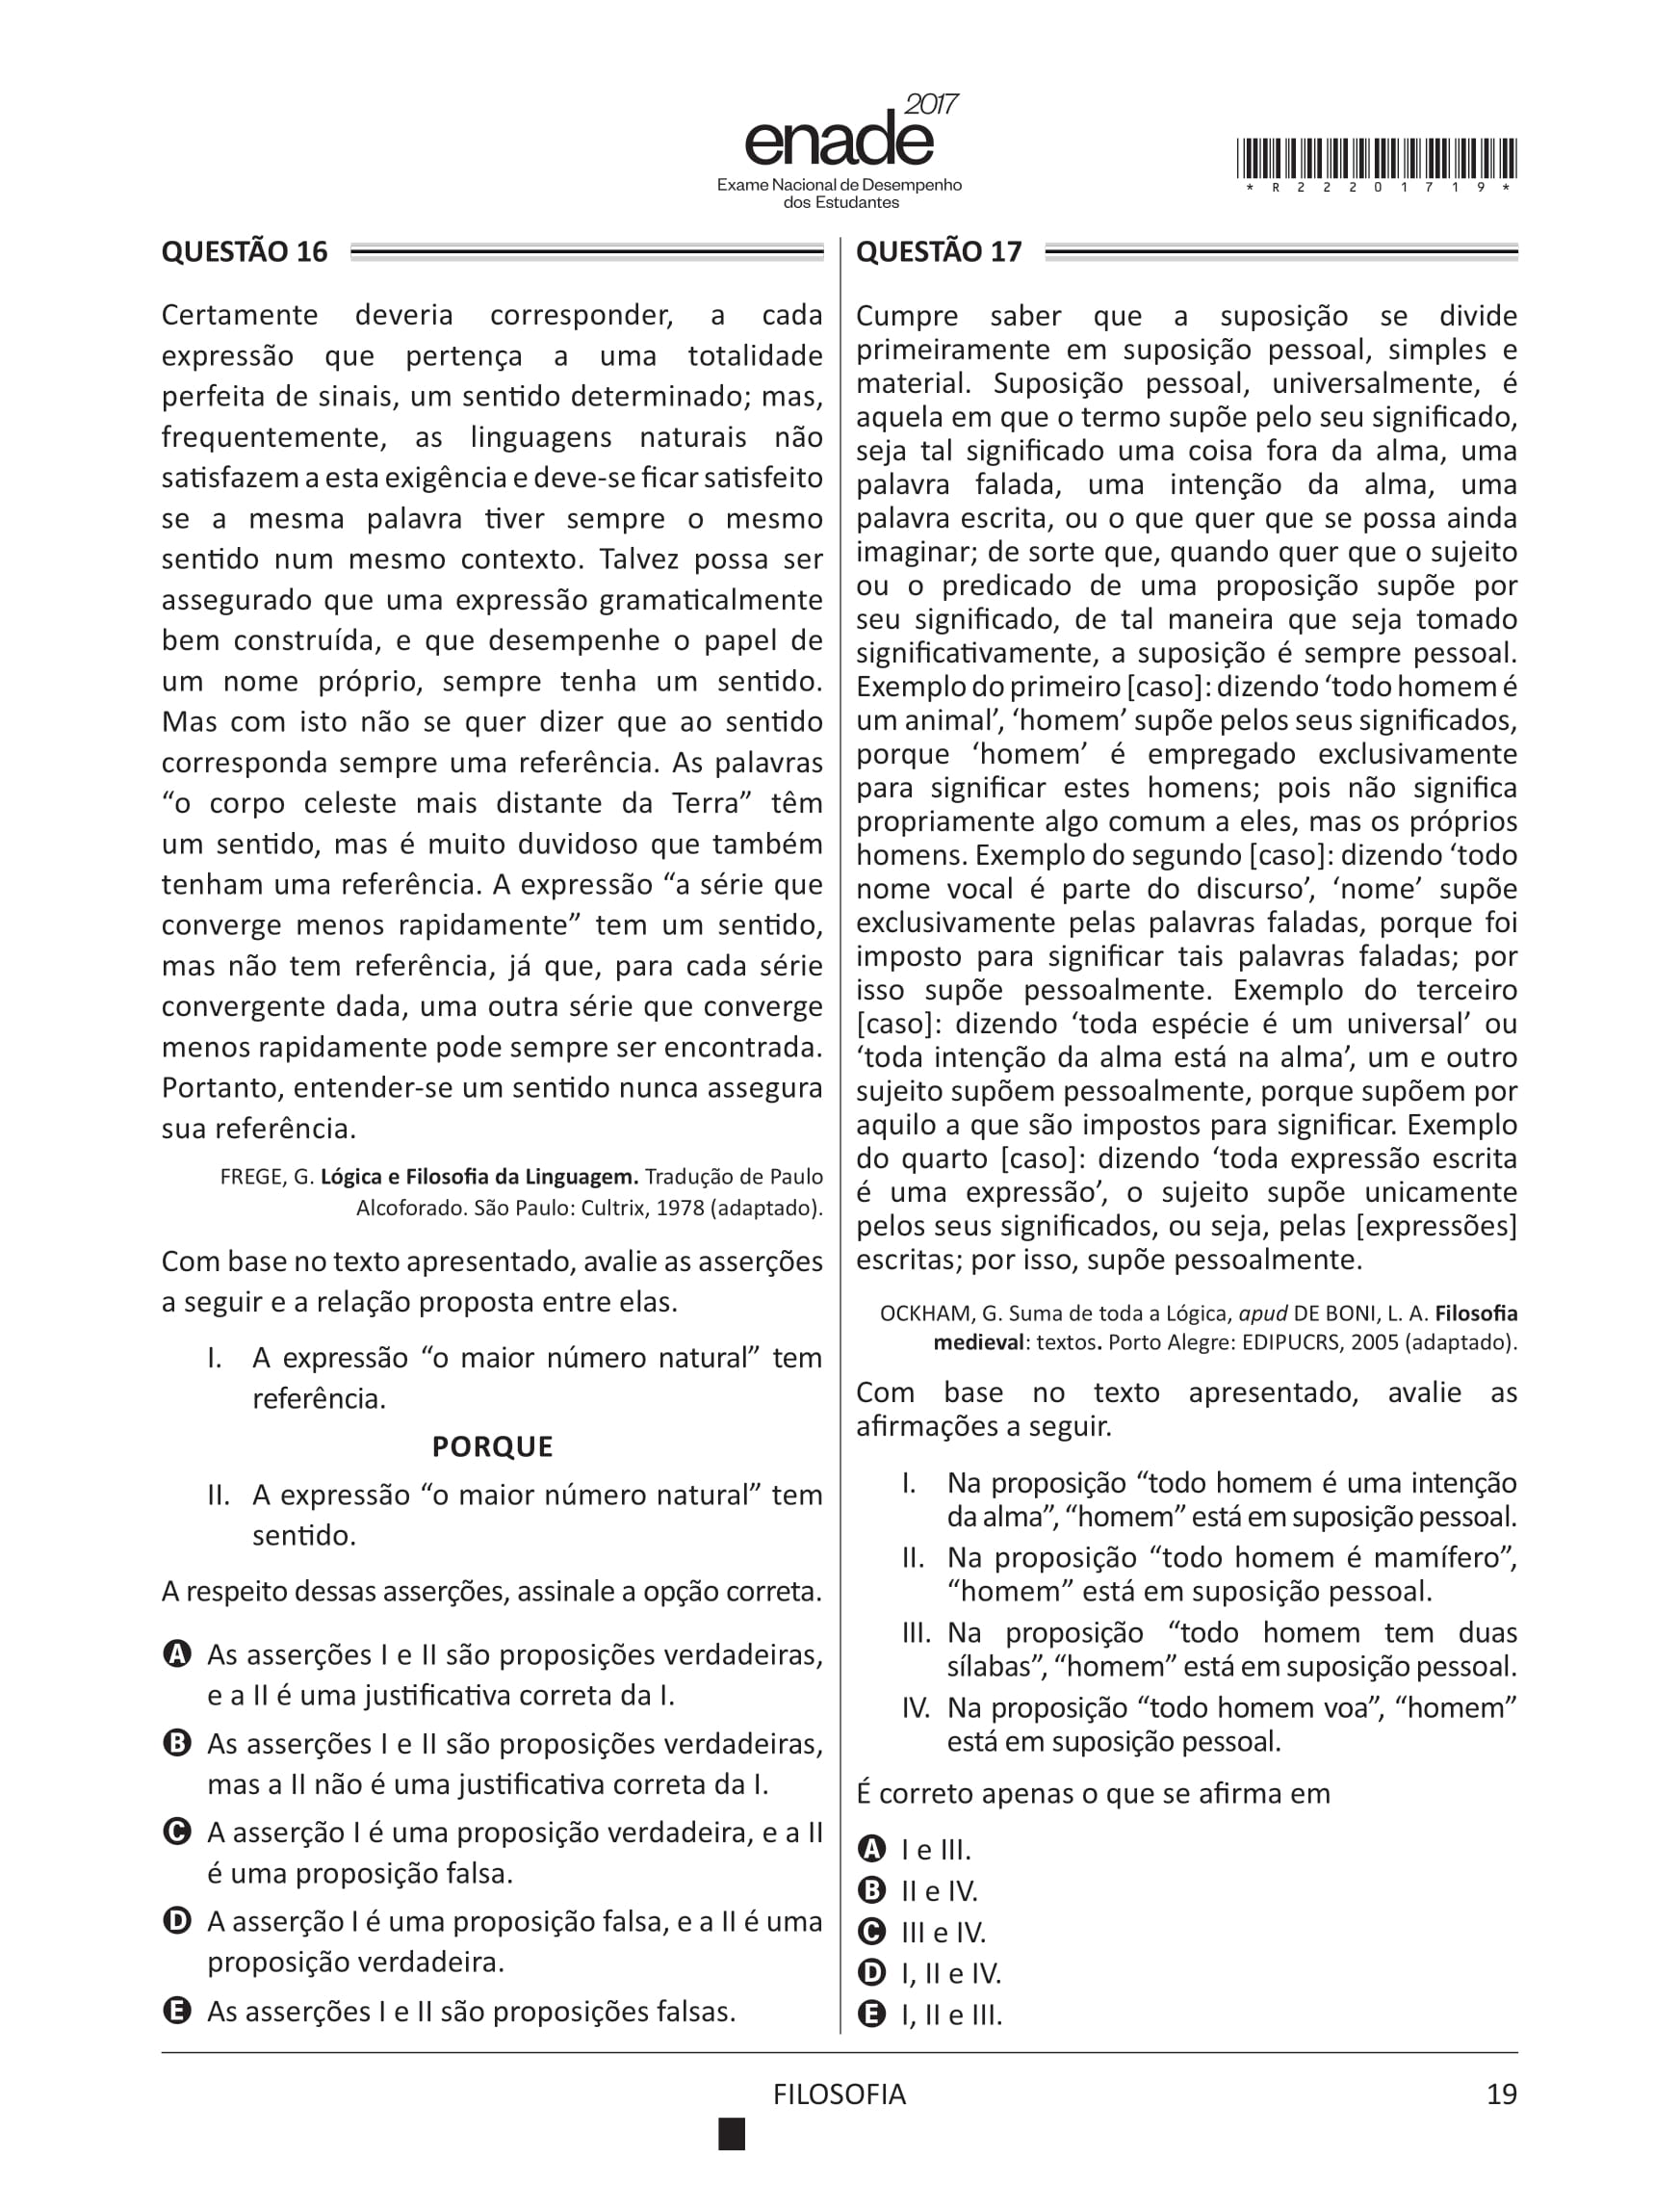 enade 2017
Exame Nacional de Desempenho
dos Estudantes
* R 2 2 2 0 1 7 1 9 *
QUESTÃO 16
Certamente deveria corresponder, a cada
expressão que pertença a uma totalidade
perfeita de sinais, um sentido determinado; mas,
frequentemente, as linguagens naturais não
satisfazem a esta exigência e deve-se ficar satisfeito
se a mesma palavra tiver sempre o mesmo
sentido num mesmo contexto. Talvez possa ser
assegurado que uma expressão gramaticalmente
bem construída, e que desempenhe o papel de
um nome próprio, sempre tenha um sentido.
Mas com isto não se quer dizer que ao sentido
corresponda sempre uma referência. As palavras
“o corpo celeste mais distante da Terra” têm
um sentido, mas é muito duvidoso que também
tenham uma referência. A expressão “a série que
converge menos rapidamente” tem um sentido,
mas não tem referência, já que, para cada série
convergente dada, uma outra série que converge
menos rapidamente pode sempre ser encontrada.
Portanto, entender-se um sentido nunca assegura
sua referência.
FREGE, G. Lógica e Filosofia da Linguagem. Tradução de Paulo
Alcoforado. São Paulo: Cultrix, 1978 (adaptado).
Com base no texto apresentado, avalie as asserções
a seguir e a relação proposta entre elas.
I. A expressão “o maior número natural” tem
referência.
PORQUE
II. A expressão “o maior número natural” tem
sentido.
A respeito dessas asserções, assinale a opção correta.
A As asserções I e II são proposições verdadeiras,
e a II é uma justificativa correta da I.
B As asserções I e II são proposições verdadeiras,
mas a II não é uma justificativa correta da I.
C A asserção I é uma proposição verdadeira, e a II
é uma proposição falsa.
D A asserção I é uma proposição falsa, e a II é uma
proposição verdadeira.
E As asserções I e II são proposições falsas.
QUESTÃO 17
Cumpre saber que a suposição se divide
primeiramente em suposição pessoal, simples e
material. Suposição pessoal, universalmente, é
aquela em que o termo supõe pelo seu significado,
seja tal significado uma coisa fora da alma, uma
palavra falada, uma intenção da alma, uma
palavra escrita, ou o que quer que se possa ainda
imaginar; de sorte que, quando quer que o sujeito
ou o predicado de uma proposição supõe por
seu significado, de tal maneira que seja tomado
significativamente, a suposição é sempre pessoal.
Exemplo do primeiro [caso]: dizendo ‘todo homem é
um animal’, ‘homem’ supõe pelos seus significados,
porque ‘homem’ é empregado exclusivamente
para significar estes homens; pois não significa
propriamente algo comum a eles, mas os próprios
homens. Exemplo do segundo [caso]: dizendo ‘todo
nome vocal é parte do discurso’, ‘nome’ supõe
exclusivamente pelas palavras faladas, porque foi
imposto para significar tais palavras faladas; por
isso supõe pessoalmente. Exemplo do terceiro
[caso]: dizendo ‘toda espécie é um universal’ ou
‘toda intenção da alma está na alma’, um e outro
sujeito supõem pessoalmente, porque supõem por
aquilo a que são impostos para significar. Exemplo
do quarto [caso]: dizendo ‘toda expressão escrita
é uma expressão’, o sujeito supõe unicamente
pelos seus significados, ou seja, pelas [expressões]
escritas; por isso, supõe pessoalmente.
OCKHAM, G. Suma de toda a Lógica, apud DE BONI, L. A. Filosofia
medieval: textos. Porto Alegre: EDIPUCRS, 2005 (adaptado).
Com base no texto apresentado, avalie as
afirmações a seguir.
I. Na proposição “todo homem é uma intenção
da alma”, “homem” está em suposição pessoal.
II. Na proposição “todo homem é mamífero”,
“homem” está em suposição pessoal.
III. Na proposição “todo homem tem duas
sílabas”, “homem” está em suposição pessoal.
IV. Na proposição “todo homem voa”, “homem”
está em suposição pessoal.
É correto apenas o que se afirma em
A I e III.
B II e IV.
C III e IV.
D I, II e IV.
E I, II e III.
FILOSOFIA
19